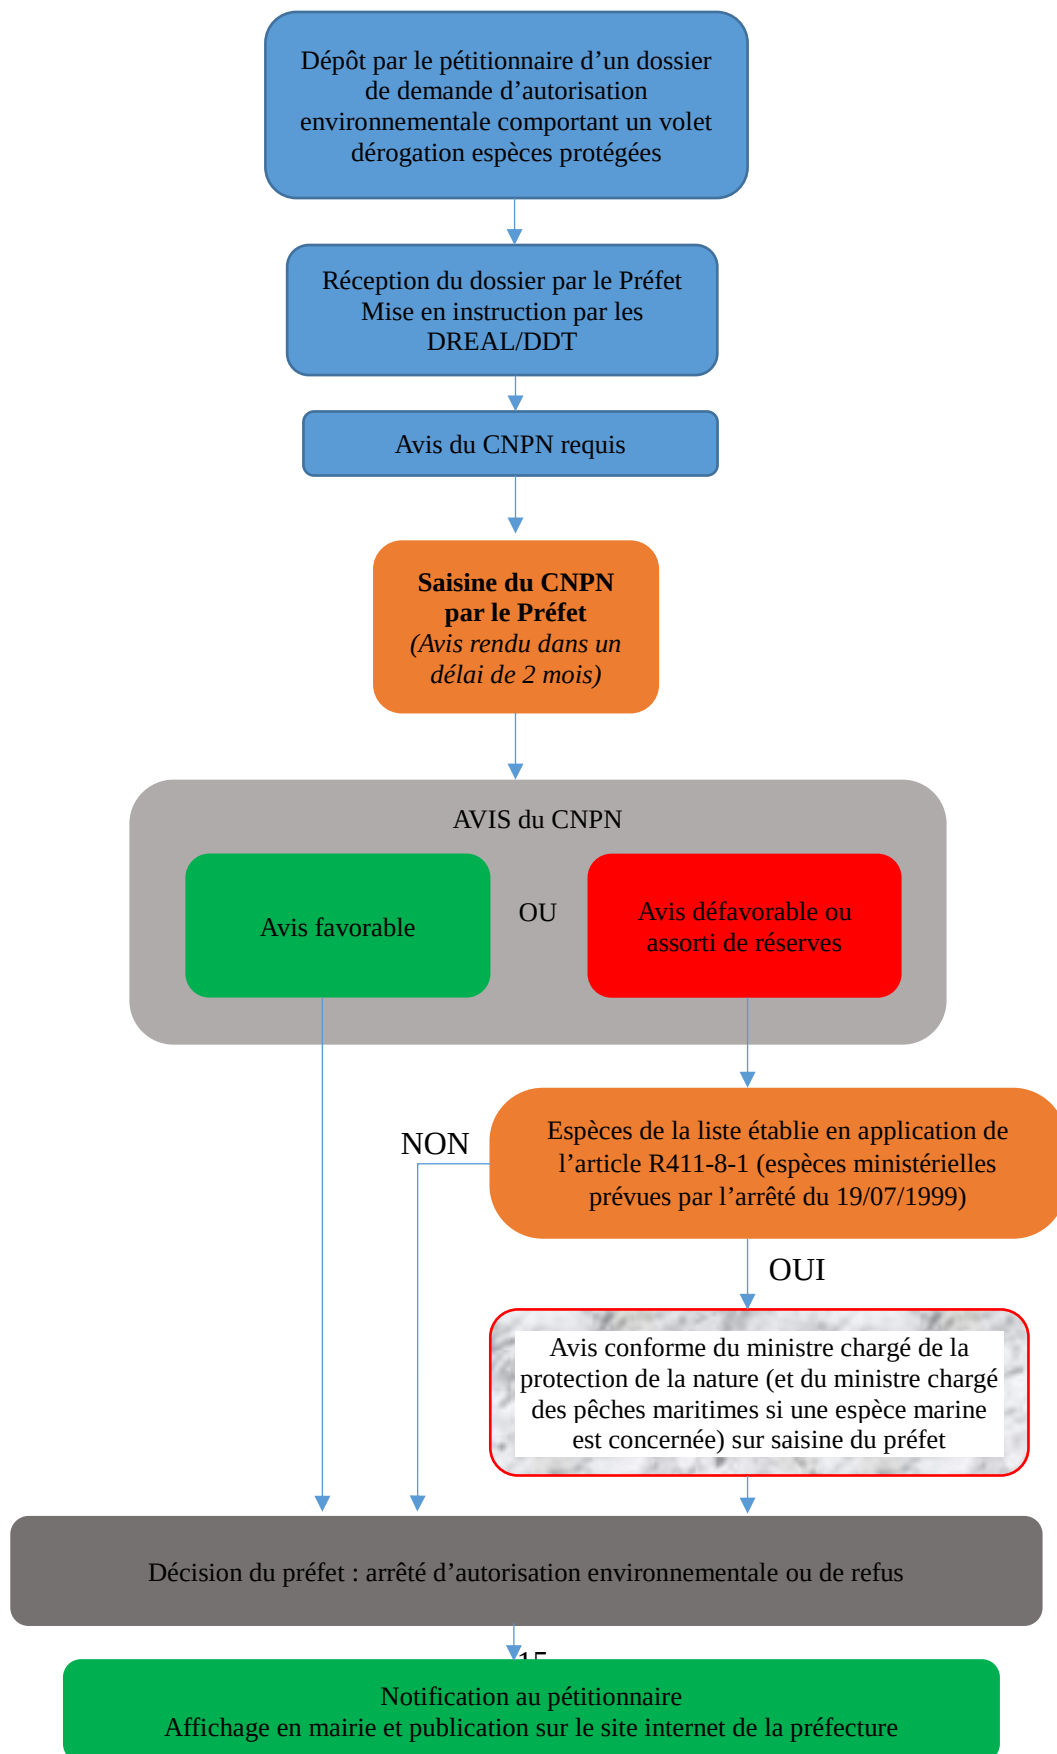 Dépôt par le pétitionnaire d’un dossier
de demande d’autorisation
environnementale comportant un volet
dérogation espèces protégées
Réception du dossier par le Préfet
Mise en instruction par les
DREAL/DDT
Avis du CNPN requis
Saisine du CNPN
par le Préfet
(Avis rendu dans un
délai de 2 mois)
AVIS du CNPN
Avis favorable
OU
Avis défavorable ou
assorti de réserves
NON
Espèces de la liste établie en application de
l’article R411-8-1 (espèces ministérielles
prévues par l’arrêté du 19/07/1999)
OUI
Avis conforme du ministre chargé de la
protection de la nature (et du ministre chargé
des pêches maritimes si une espèce marine
est concernée) sur saisine du préfet
Décision du préfet : arrêté d’autorisation environnementale ou de refus
15
Notification au pétitionnaire
Affichage en mairie et publication sur le site internet de la préfecture